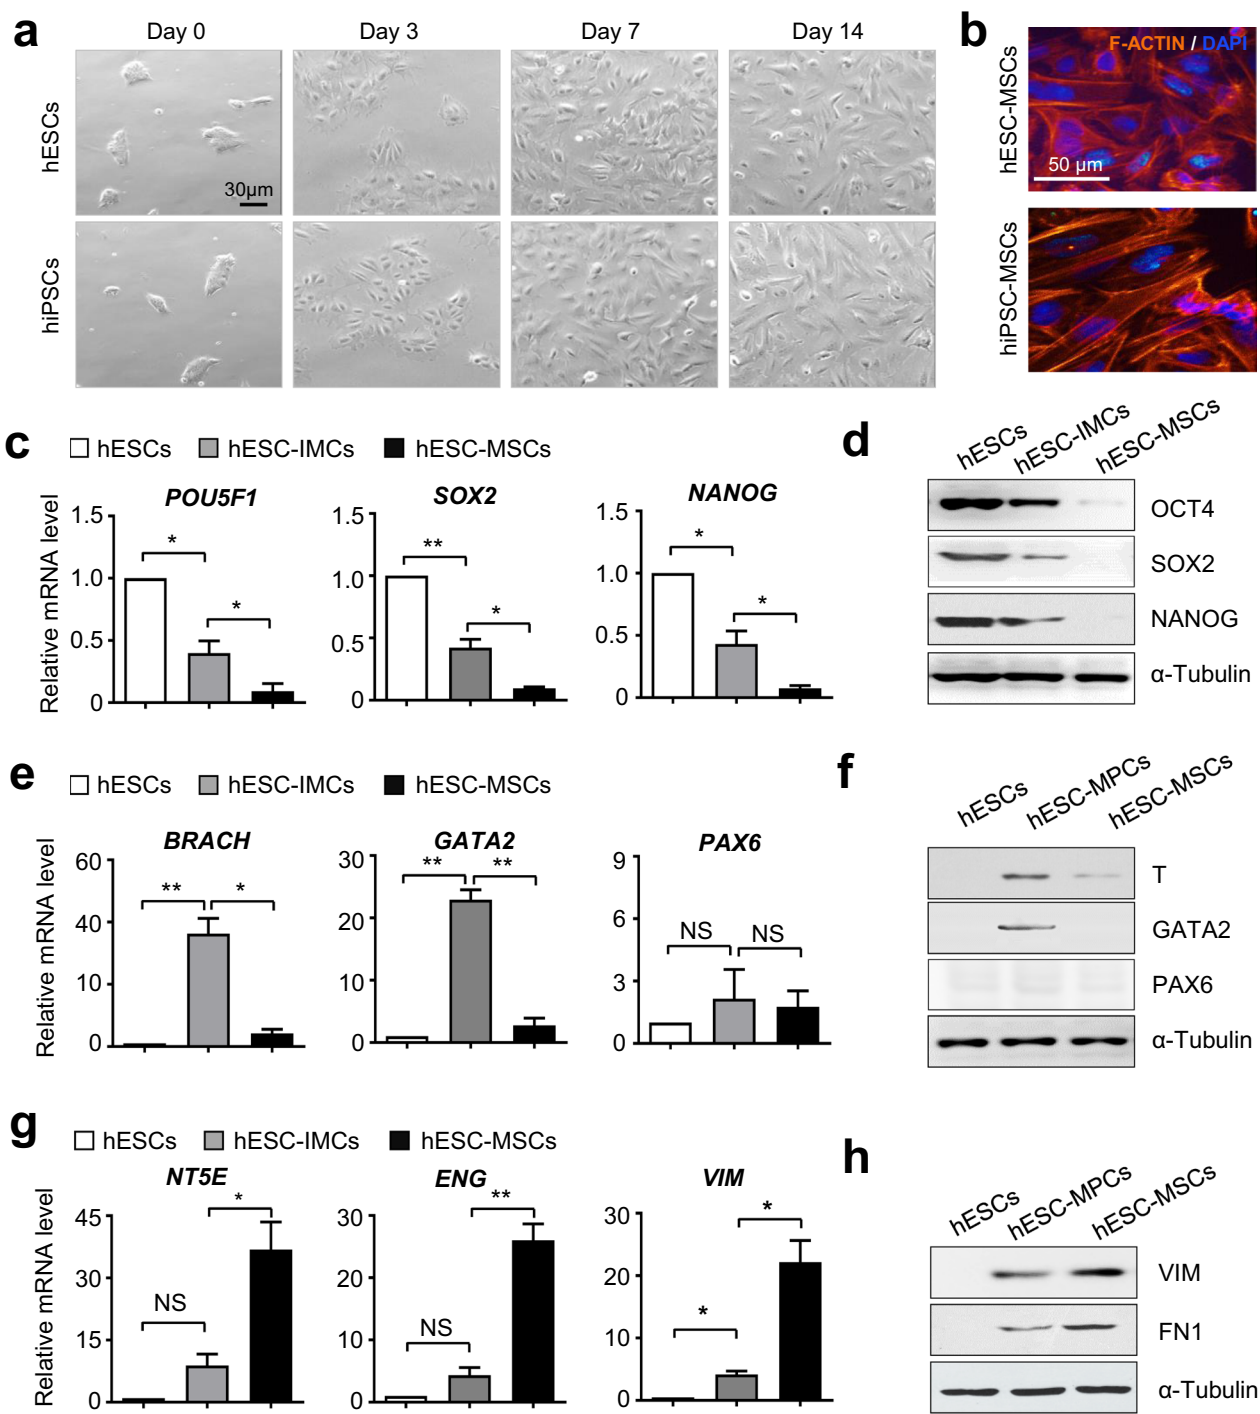 a
Day 0
Day 3
Day 7
Day 14
hESCs
30µm
hiPSCs
b
F-ACTIN / DAPI
hESC-MSCs
50 µm
hiPSC-MSCs
c
hESCs
hESC-IMCs
hESC-MSCs
Relative mRNA level
POU5F1
1.5
1.0
0.5
0
*
*
SOX2
1.5
1.0
0.5
0
**
*
NANOG
1.5
1.0
0.5
0
*
*
d
hESCs
hESC-IMCs
hESC-MSCs
OCT4
SOX2
NANOG
α-Tubulin
e
hESCs
hESC-IMCs
hESC-MSCs
Relative mRNA level
BRACH
60
40
10
0
**
*
GATA2
30
20
10
0
**
**
PAX6
9
6
3
0
NS
NS
f
hESCs
hESC-MPCs
hESC-MSCs
T
GATA2
PAX6
α-Tubulin
g
hESCs
hESC-IMCs
hESC-MSCs
Relative mRNA level
NT5E
45
30
15
0
NS
*
ENG
30
20
10
0
NS
**
VIM
30
20
10
0
*
*
h
hESCs
hESC-MPCs
hESC-MSCs
VIM
FN1
α-Tubulin